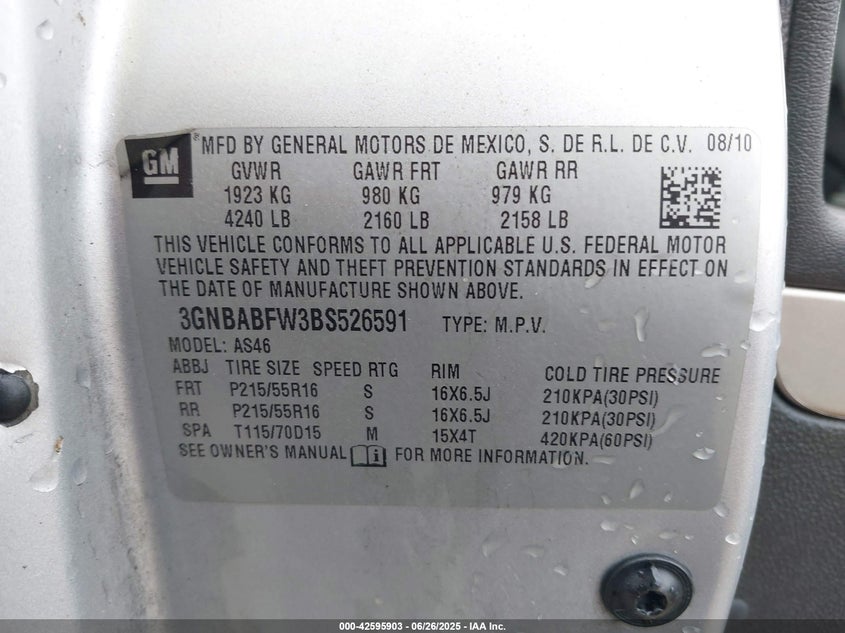 GM
®MFD BY GENERAL MOTORS DE MEXICO, S. DE R.L. DE C.V. 08/10
GVWR GAWR FRT GAWR RR
1923 KG 980 KG 979 KG
4240 LB 2160 LB 2158 LB
THIS VEHICLE CONFORMS TO ALL APPLICABLE U.S. FEDERAL MOTOR
VEHICLE SAFETY AND THEFT PREVENTION STANDARDS IN EFFECT ON
THE DATE OF MANUFACTURE SHOWN ABOVE.
3GNBABFW3BS526591 TYPE: M.P.V.
MODEL: AS46
ABBJ TIRE SIZE SPEED RTG RIM COLD TIRE PRESSURE
FRT P215/55R16 S 16X6.5J 210KPA(30PSI)
RR P215/55R16 S 16X6.5J 210KPA(30PSI)
SPA T115/70D15 M 15X4T 420KPA(60PSI)
SEE OWNER'S MANUAL FOR MORE INFORMATION.
000-42595903 - 06/26/2025 - IAA Inc.